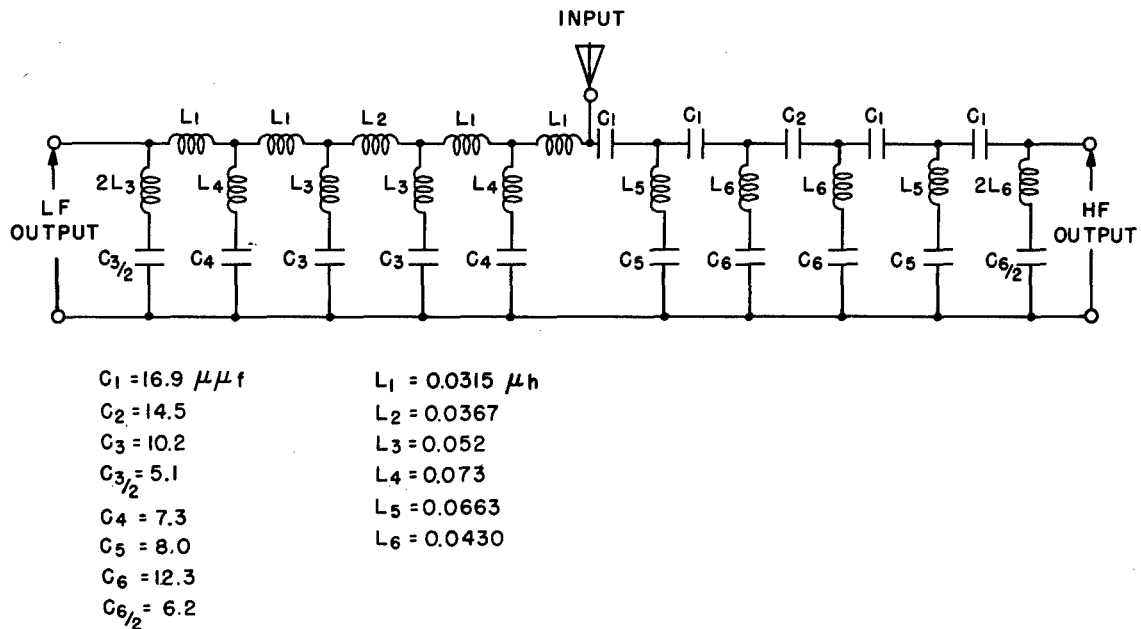 INPUT
L1 L1 L2 L1 L1 C1 C1 C2 C1 C1
2L3 L4 L3 L3 L4 L5 L6 L6 L5 2L6
LF OUTPUT
HF OUTPUT
C3/2 C4 C3 C3 C4 C5 C6 C6 C5 C6/2
C1 = 16.9 μμf
C2 = 14.5
C3 = 10.2
C3/2 = 5.1
C4 = 7.3
C5 = 8.0
C6 = 12.3
C6/2 = 6.2
L1 = 0.0315 μh
L2 = 0.0367
L3 = 0.052
L4 = 0.073
L5 = 0.0663
L6 = 0.0430